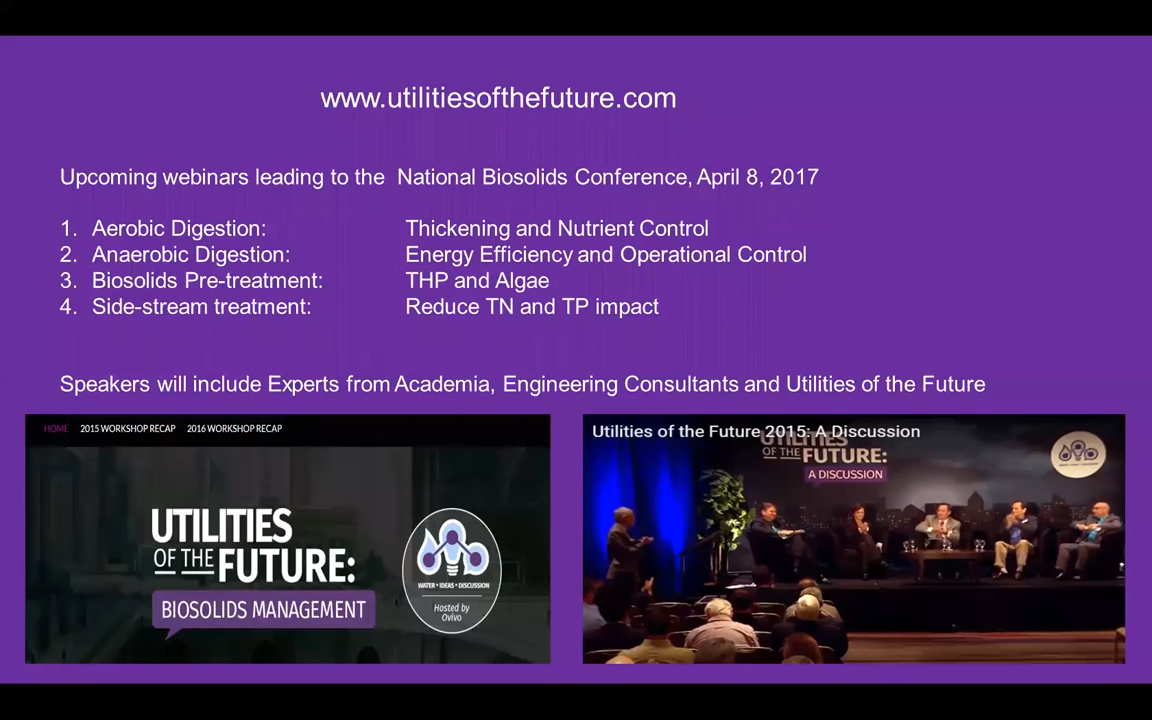 www.utilitiesofthefuture.com
Upcoming webinars leading to the National Biosolids Conference, April 8, 2017
1. Aerobic Digestion: Thickening and Nutrient Control
2. Anaerobic Digestion: Energy Efficiency and Operational Control
3. Biosolids Pre-treatment: THP and Algae
4. Side-stream treatment: Reduce TN and TP impact
Speakers will include Experts from Academia, Engineering Consultants and Utilities of the Future
HOME 2015 WORKSHOP RECAP 2016 WORKSHOP RECAP
UTILITIES
OF THE FUTURE:
BIOSOLIDS MANAGEMENT
WATER • IDEAS • DISCUSSION
Hosted by
Ovivo
Utilities of the Future 2015: A Discussion
UTILITIES
OF THE FUTURE:
A DISCUSSION